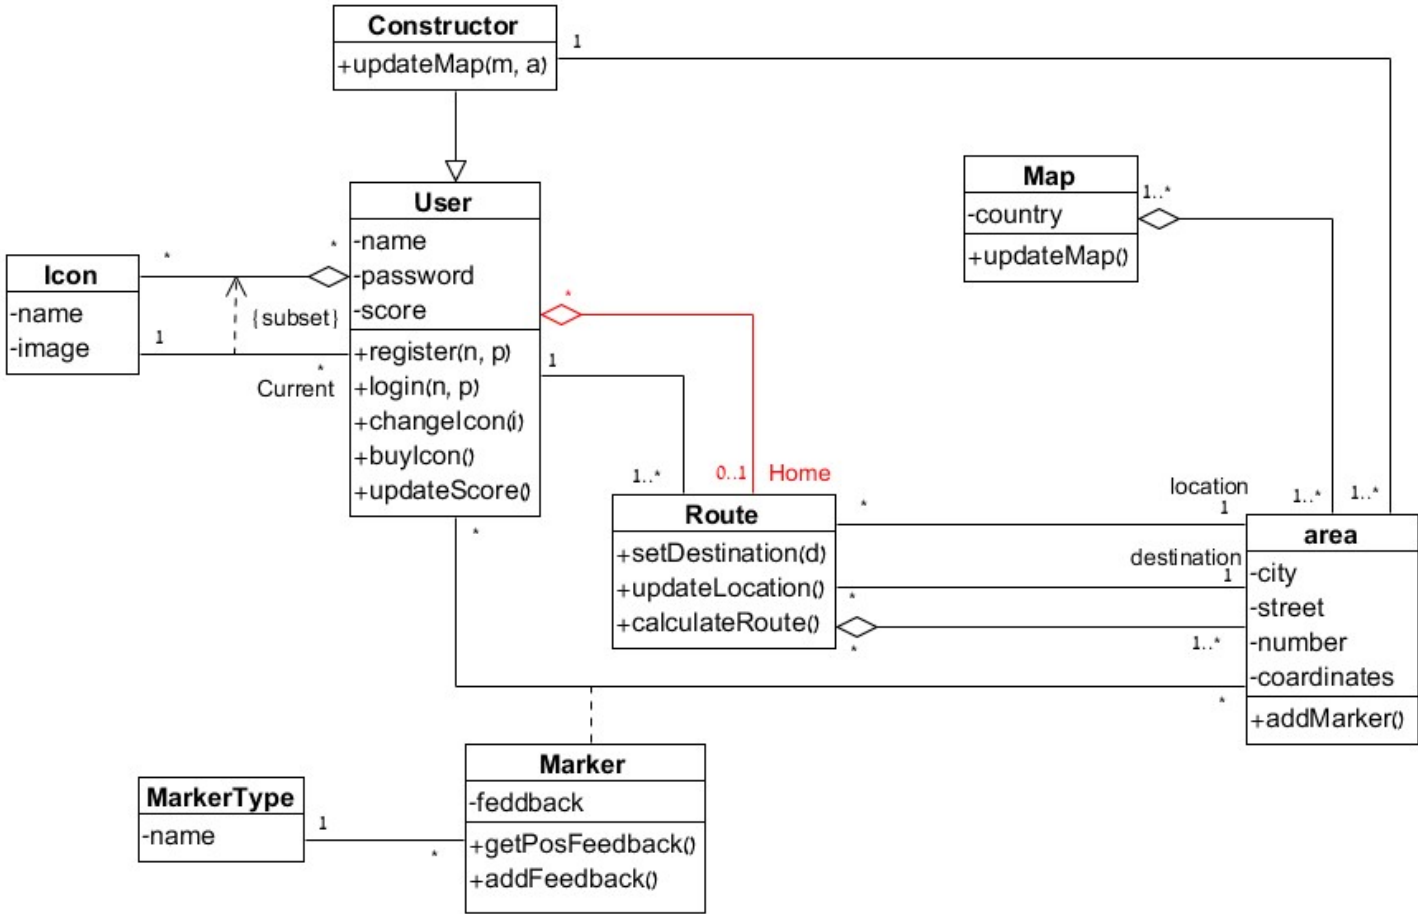 Constructor
+updateMap(m, a)
1
Map
-country
+updateMap()
1..*
User
-name
-password
-score
+register(n, p)
+login(n, p)
+changeIcon(i)
+buyIcon()
+updateScore()
*
*
Icon
-name
-image
{subset}
1
*
Current
*
1
1..*
0..1
Home
*
Route
+setDestination(d)
+updateLocation()
+calculateRoute()
*
location
1
destination
1
*
*
1..*
1..*
1..*
area
-city
-street
-number
-coardinates
+addMarker()
*
*
Marker
-feddback
+getPosFeedback()
+addFeedback()
MarkerType
-name
1
*